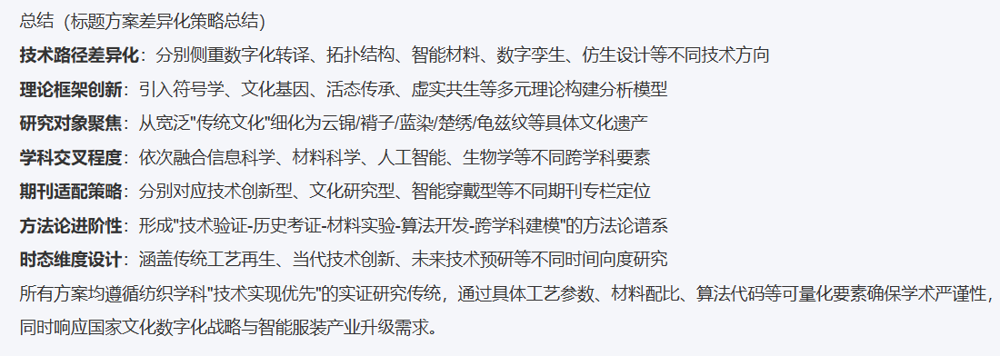 总结（标题方案差异化策略总结）
技术路径差异化：分别侧重数字化转译、拓扑结构、智能材料、数字孪生、仿生设计等不同技术方向
理论框架创新：引入符号学、文化基因、活态传承、虚实共生等多元理论构建分析模型
研究对象聚焦：从宽泛"传统文化"细化为云锦/褙子/蓝染/楚绣/龟兹纹等具体文化遗产
学科交叉程度：依次融合信息科学、材料科学、人工智能、生物学等不同跨学科要素
期刊适配策略：分别对应技术创新型、文化研究型、智能穿戴型等不同期刊专栏定位
方法论进阶性：形成"技术验证-历史考证-材料实验-算法开发-跨学科建模"的方法论谱系
时态维度设计：涵盖传统工艺再生、当代技术创新、未来技术预研等不同时间向度研究
所有方案均遵循纺织学科"技术实现优先"的实证研究传统，通过具体工艺参数、材料配比、算法代码等可量化要素确保学术严谨性，
同时响应国家文化数字化战略与智能服装产业升级需求。